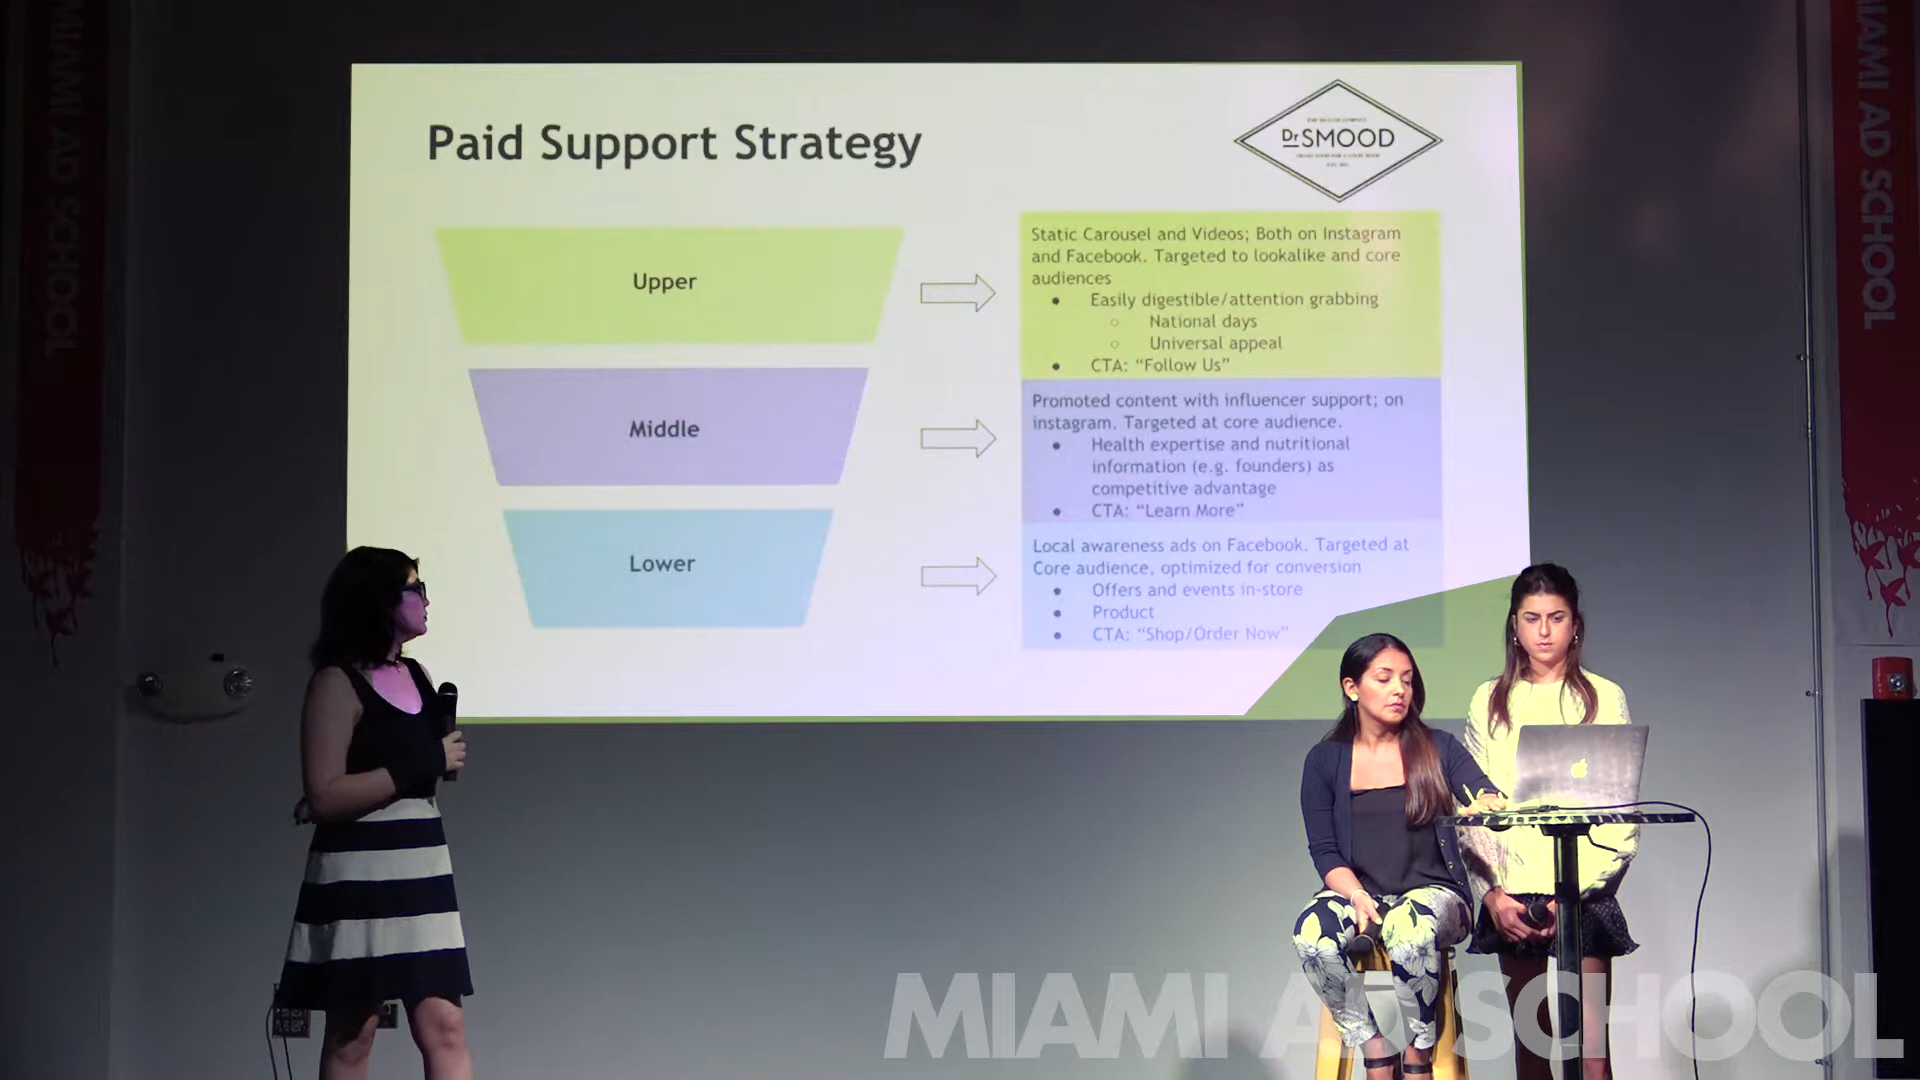 MIAMI AD SCHOOL
MIAMI AD SCHOOL
Paid Support Strategy
Dr SMOOD
Upper
Static Carousel and Videos; Both on Instagram
and Facebook. Targeted to lookalike and core
audiences
● Easily digestible/attention grabbing
○ National days
○ Universal appeal
● CTA: “Follow Us”
Middle
Promoted content with influencer support; on
instagram. Targeted at core audience.
● Health expertise and nutritional
information (e.g. founders) as
competitive advantage
● CTA: “Learn More”
Lower
Local awareness ads on Facebook. Targeted at
Core audience, optimized for conversion
● Offers and events in-store
● Product
● CTA: “Shop/Order Now”
MIAMI AD SCHOOL